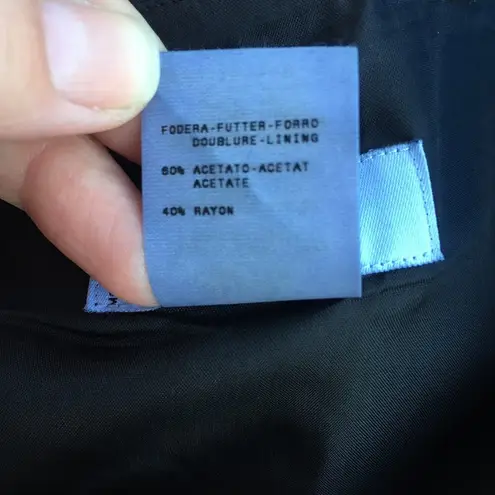 FODERA-FUTTER-FORRO
DOUBLURE-LINING
60% ACETATO-ACETAT
ACETATE
40% RAYON